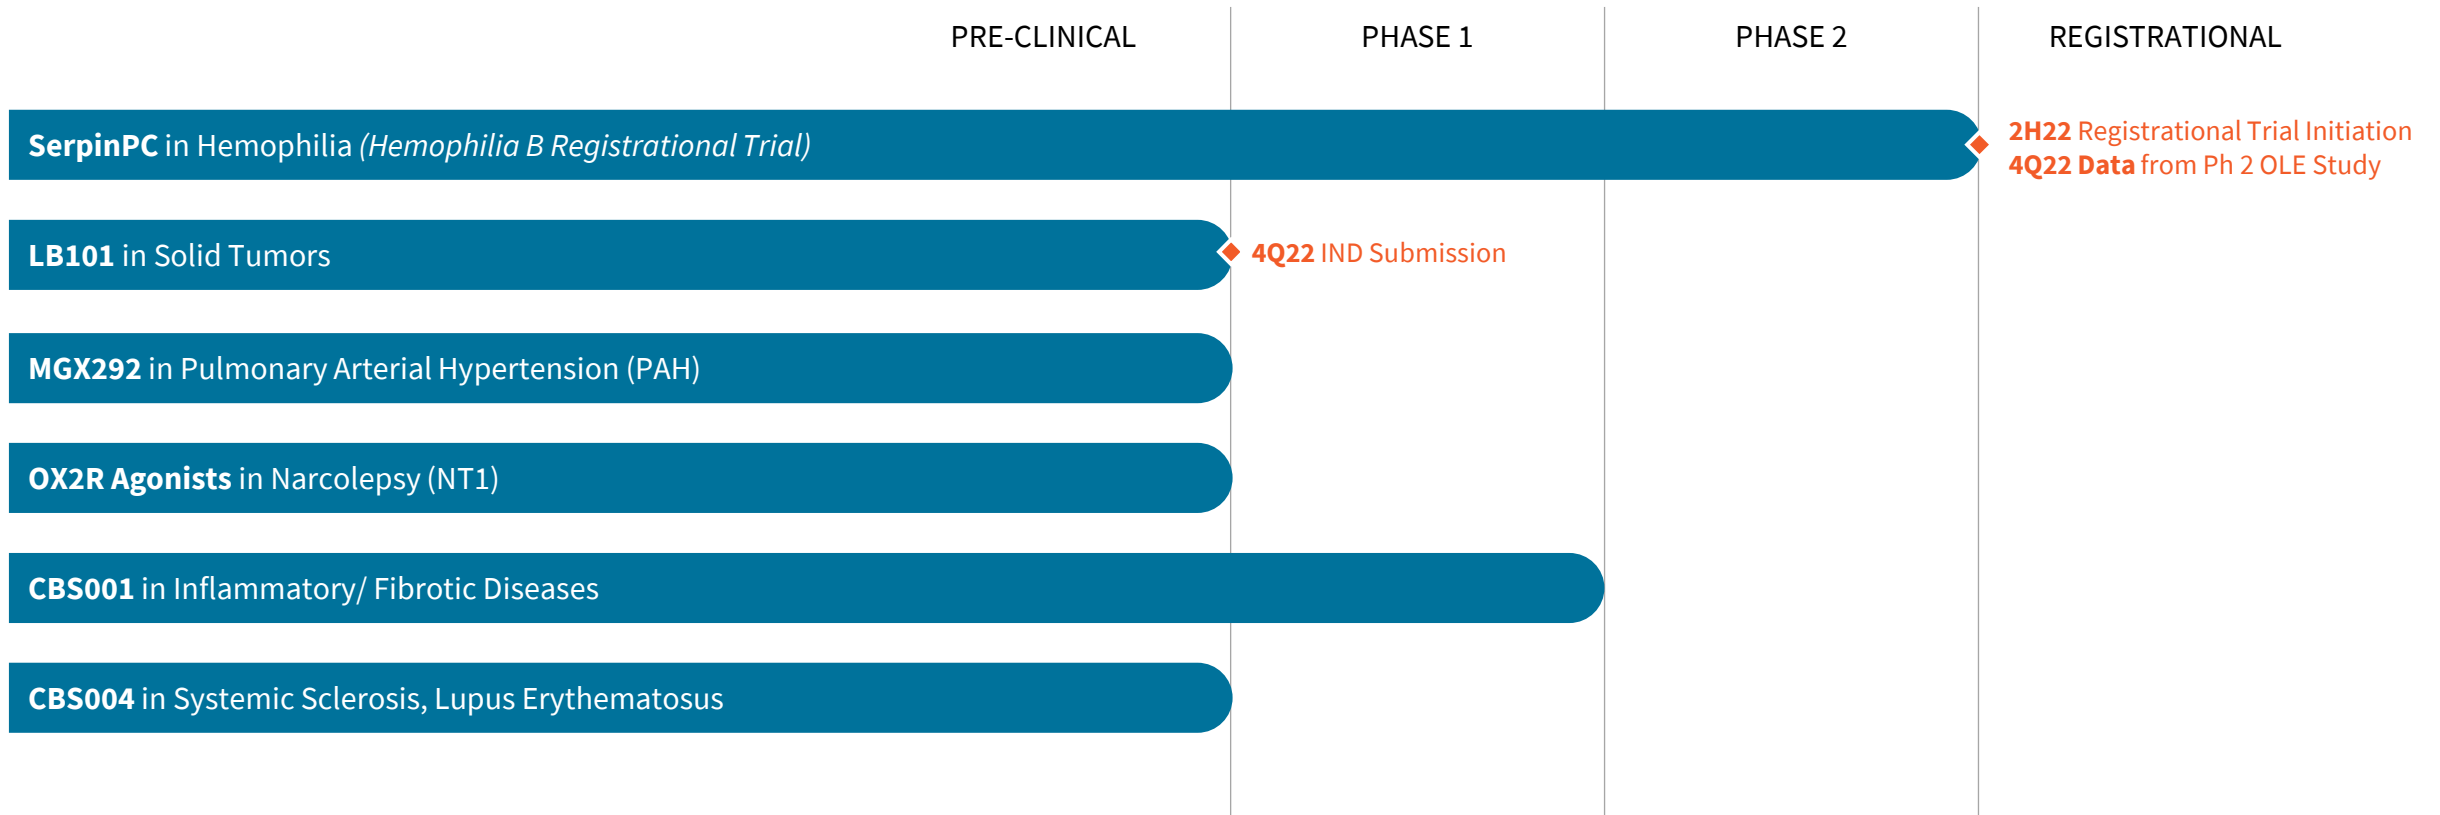 PRE-CLINICAL PHASE 1 PHASE 2 REGISTRATIONAL
SerpinPC in Hemophilia (Hemophilia B Registrational Trial)
2H22 Registrational Trial Initiation
4Q22 Data from Ph 2 OLE Study
LB101 in Solid Tumors
4Q22 IND Submission
MGX292 in Pulmonary Arterial Hypertension (PAH)
OX2R Agonists in Narcolepsy (NT1)
CBS001 in Inflammatory/ Fibrotic Diseases
CBS004 in Systemic Sclerosis, Lupus Erythematosus